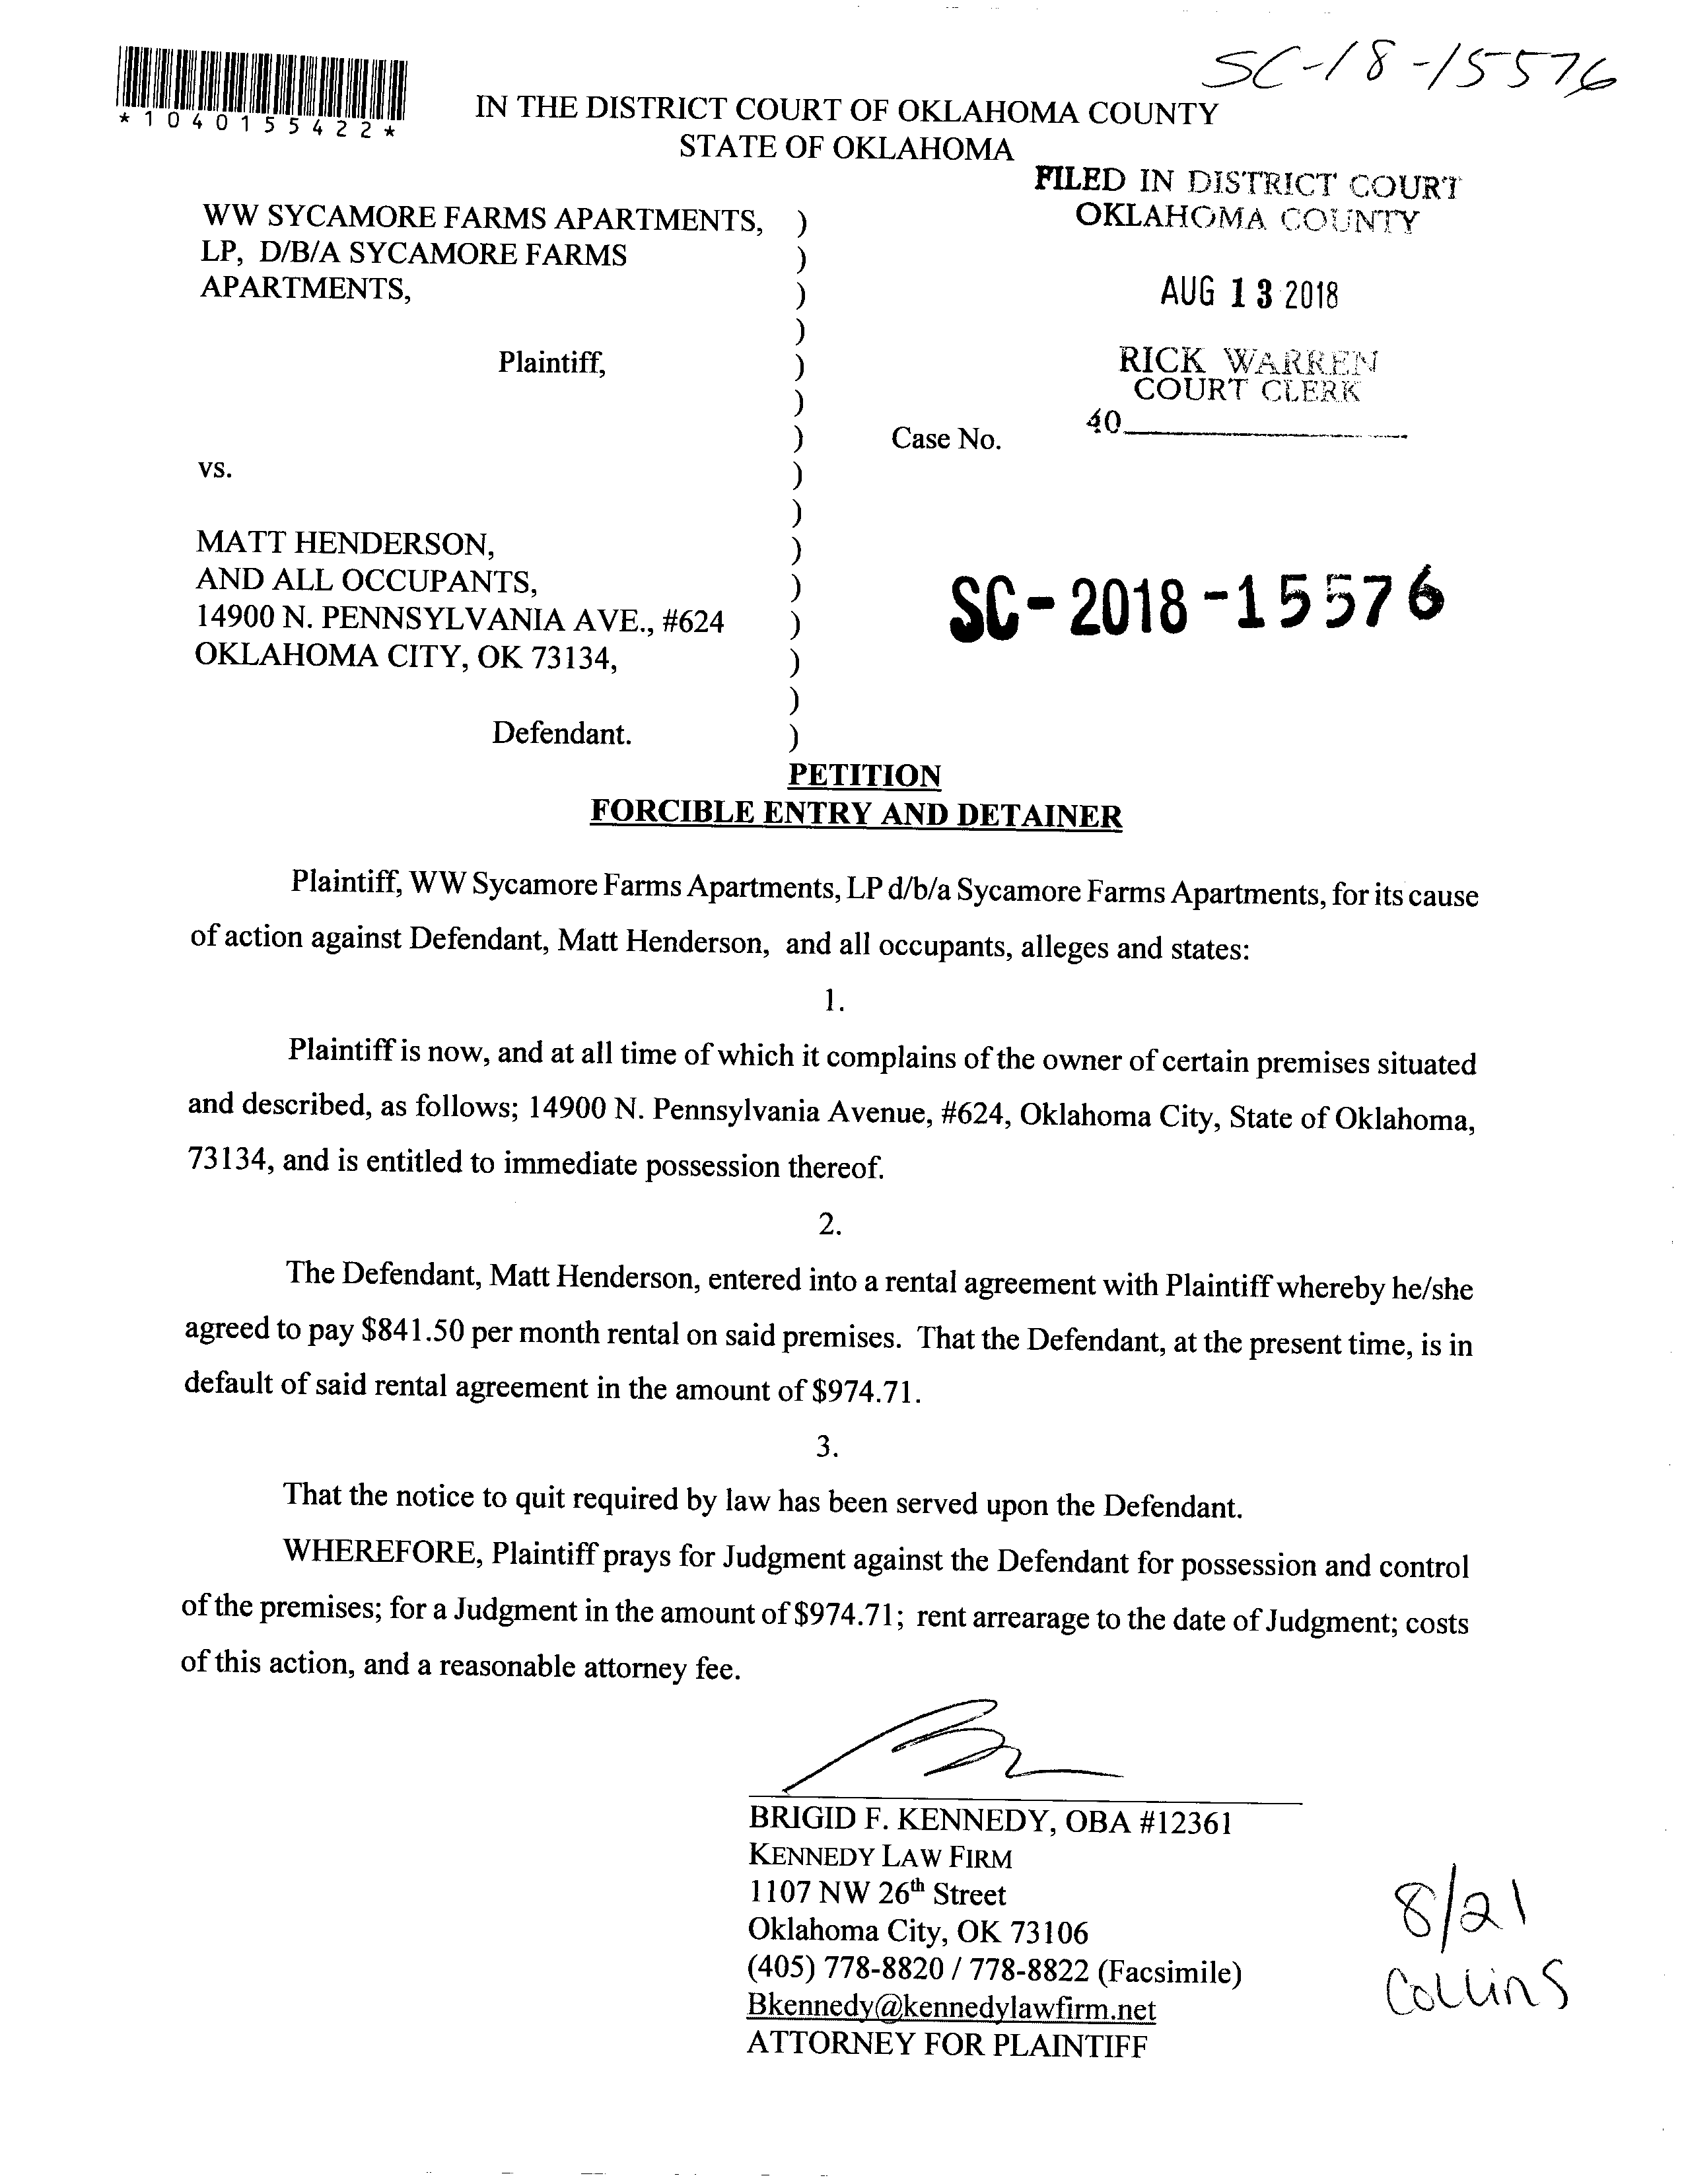 SC-18-15576
*1040155422*
IN THE DISTRICT COURT OF OKLAHOMA COUNTY
STATE OF OKLAHOMA
FILED IN DISTRICT COURT
OKLAHOMA COUNTY
AUG 13 2018
RICK WARREN
COURT CLERK
40
WW SYCAMORE FARMS APARTMENTS, )
LP, D/B/A SYCAMORE FARMS )
APARTMENTS, )
)
Plaintiff, )
)
) Case No.
vs. )
)
MATT HENDERSON, )
AND ALL OCCUPANTS, )
14900 N. PENNSYLVANIA AVE., #624 )
OKLAHOMA CITY, OK 73134, )
)
Defendant. )
SC-2018-15576
PETITION
FORCIBLE ENTRY AND DETAINER
Plaintiff, WW Sycamore Farms Apartments, LP d/b/a Sycamore Farms Apartments, for its cause
of action against Defendant, Matt Henderson, and all occupants, alleges and states:
1.
Plaintiff is now, and at all time of which it complains of the owner of certain premises situated
and described, as follows; 14900 N. Pennsylvania Avenue, #624, Oklahoma City, State of Oklahoma,
73134, and is entitled to immediate possession thereof.
2.
The Defendant, Matt Henderson, entered into a rental agreement with Plaintiff whereby he/she
agreed to pay $841.50 per month rental on said premises. That the Defendant, at the present time, is in
default of said rental agreement in the amount of $974.71.
3.
That the notice to quit required by law has been served upon the Defendant.
WHEREFORE, Plaintiff prays for Judgment against the Defendant for possession and control
of the premises; for a Judgment in the amount of $974.71; rent arrearage to the date of Judgment; costs
of this action, and a reasonable attorney fee.
BRIGID F. KENNEDY, OBA #12361
KENNEDY LAW FIRM
1107 NW 26th Street
Oklahoma City, OK 73106
(405) 778-8820 / 778-8822 (Facsimile)
Bkennedy@kennedylawfirm.net
ATTORNEY FOR PLAINTIFF
8/21
Collins